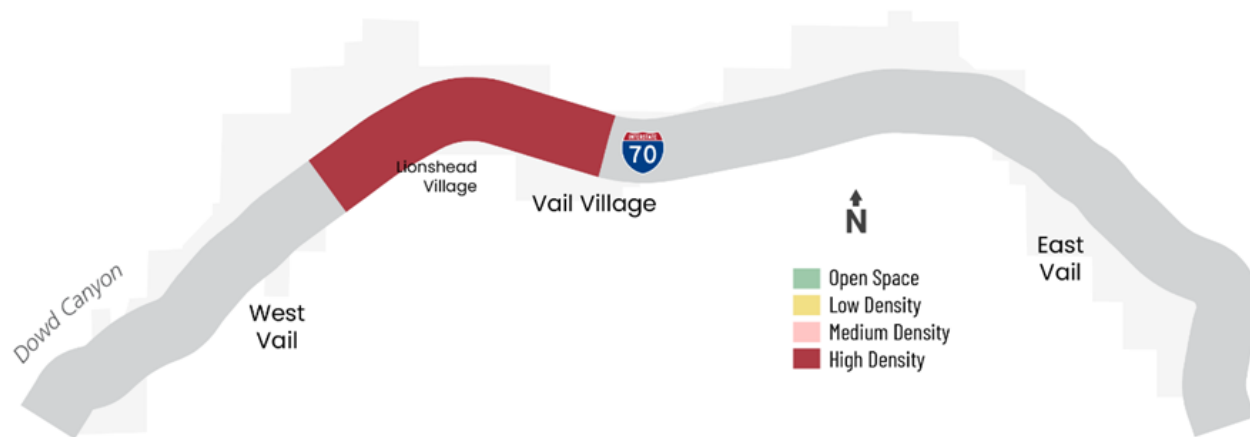 INTERSTATE
70
Lionshead
Village
Vail Village
N
East
Vail
Dowd Canyon
West
Vail
Open Space
Low Density
Medium Density
High Density